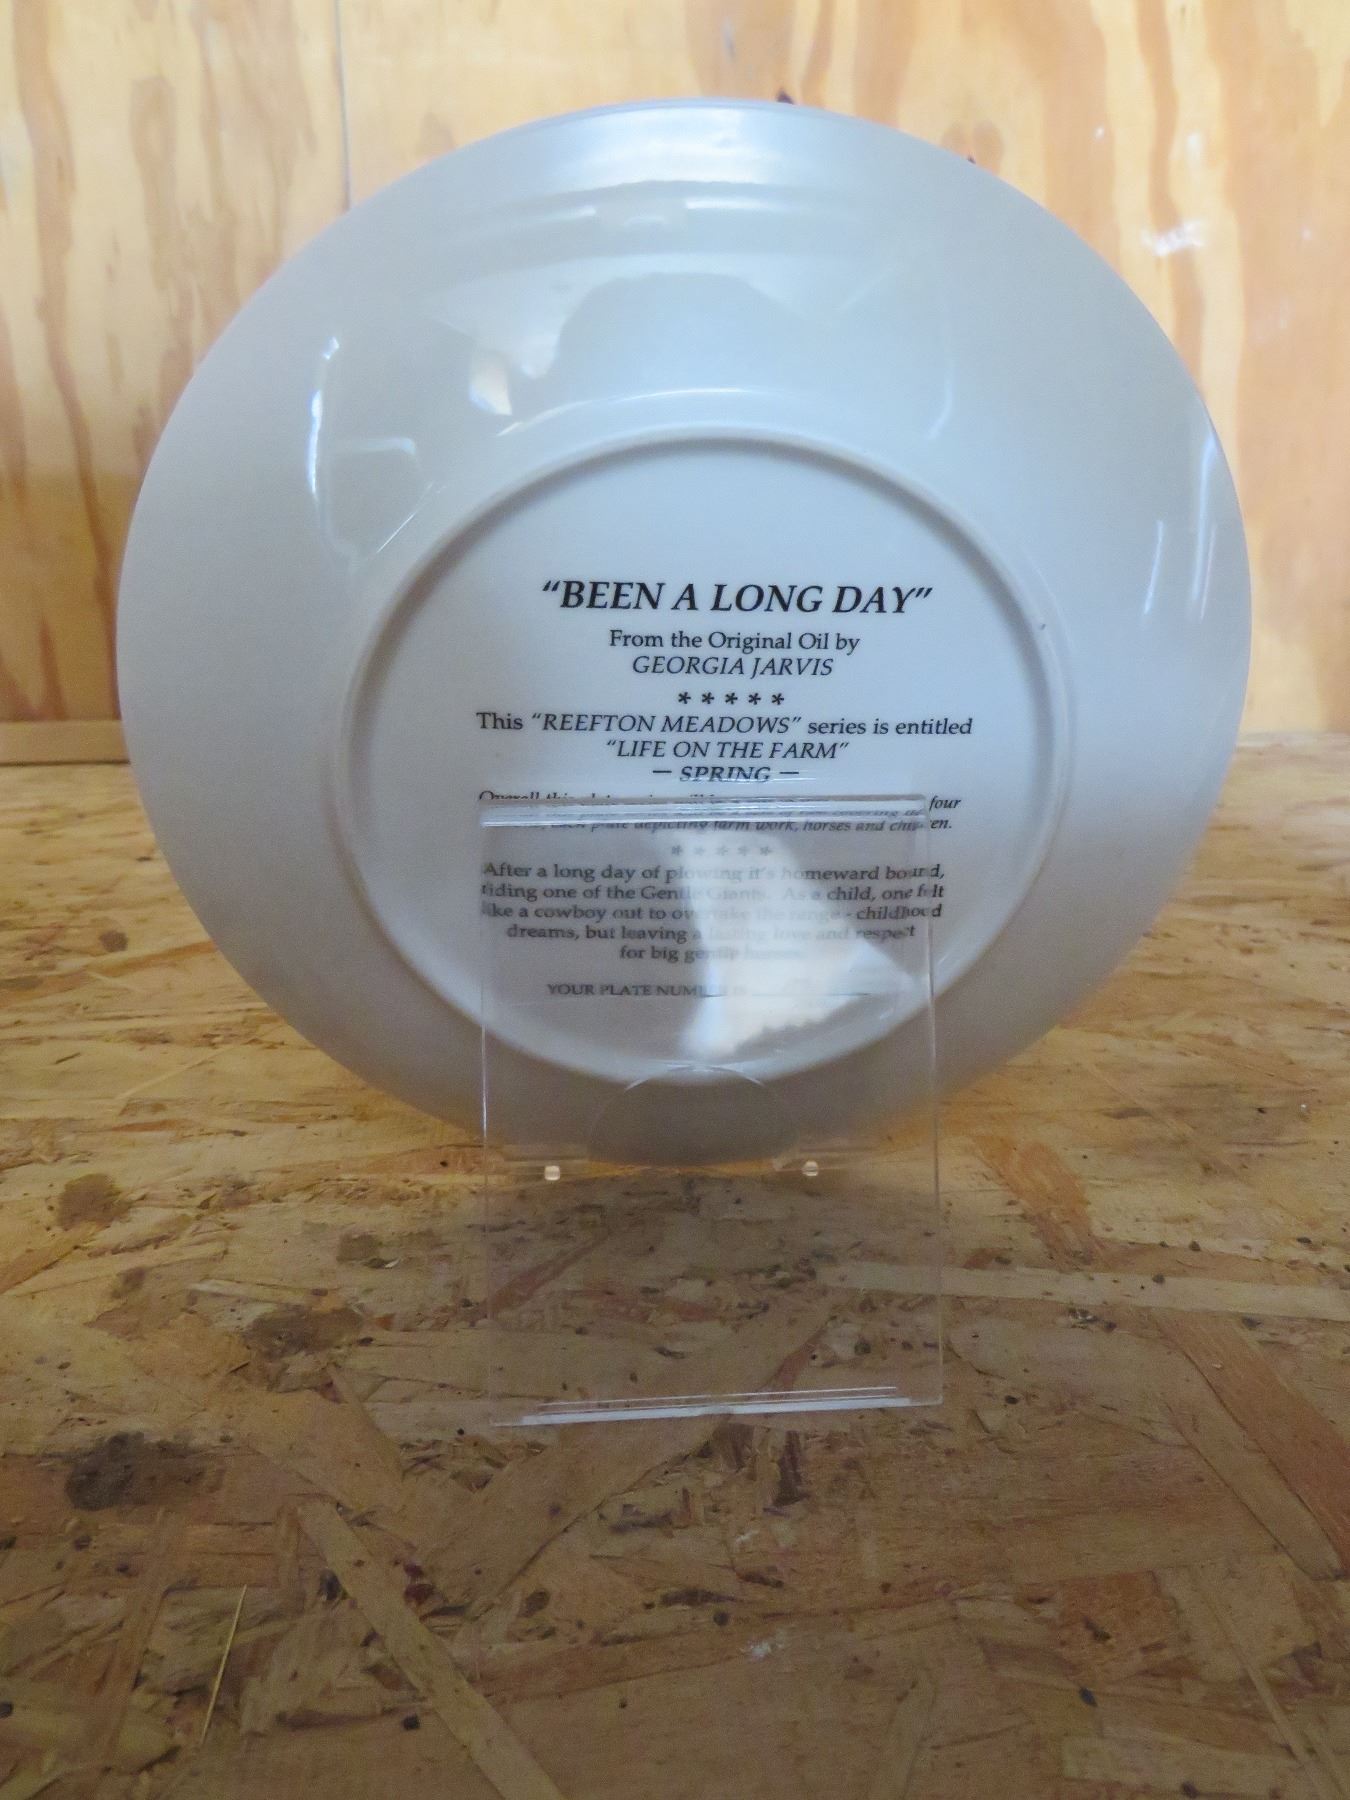 "BEEN A LONG DAY"
From the Original Oil by
GEORGIA JARVIS
* * * * *
This "REEFTON MEADOWS" series is entitled
"LIFE ON THE FARM"
— SPRING —
Overall this four
each plate depicting farm work, horses and children.
* * * * *
After a long day of plowing it's homeward bound,
riding one of the Gentle Giants. As a child, one felt
like a cowboy out to overtake the range - childhood
dreams, but leaving a lasting love and respect
for big gentle horses.
YOUR PLATE NUMBER IS